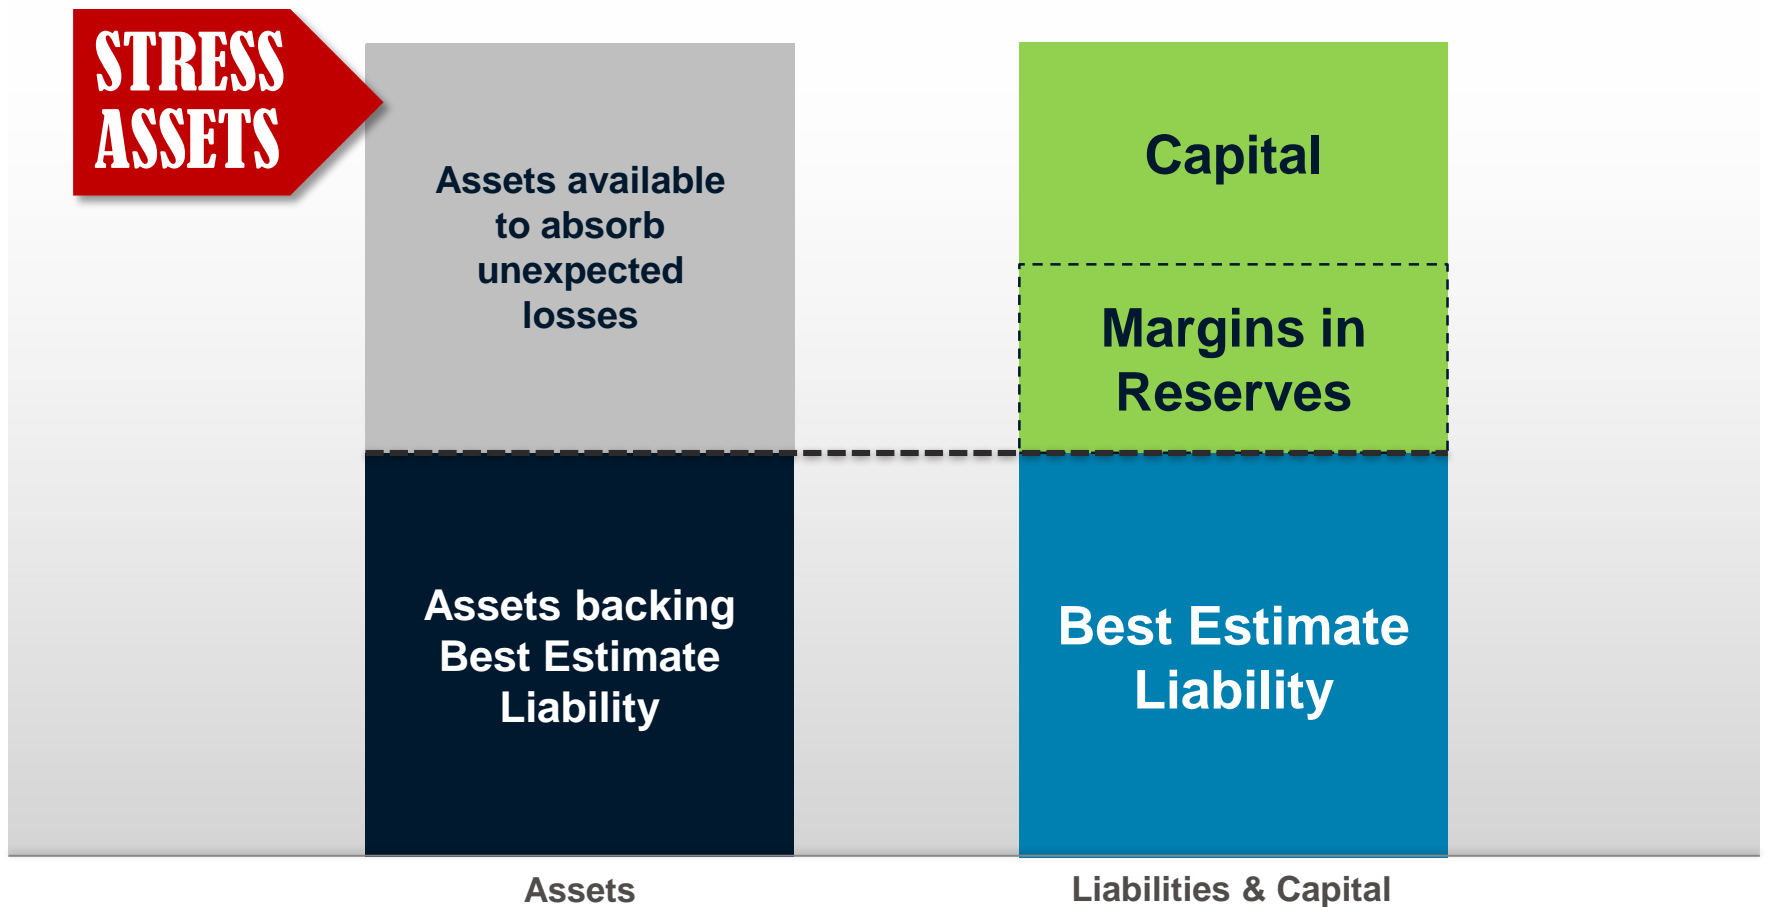 STRESS
ASSETS
Assets available
to absorb
unexpected
losses
Assets backing
Best Estimate
Liability
Capital
Margins in
Reserves
Best Estimate
Liability
Assets
Liabilities & Capital